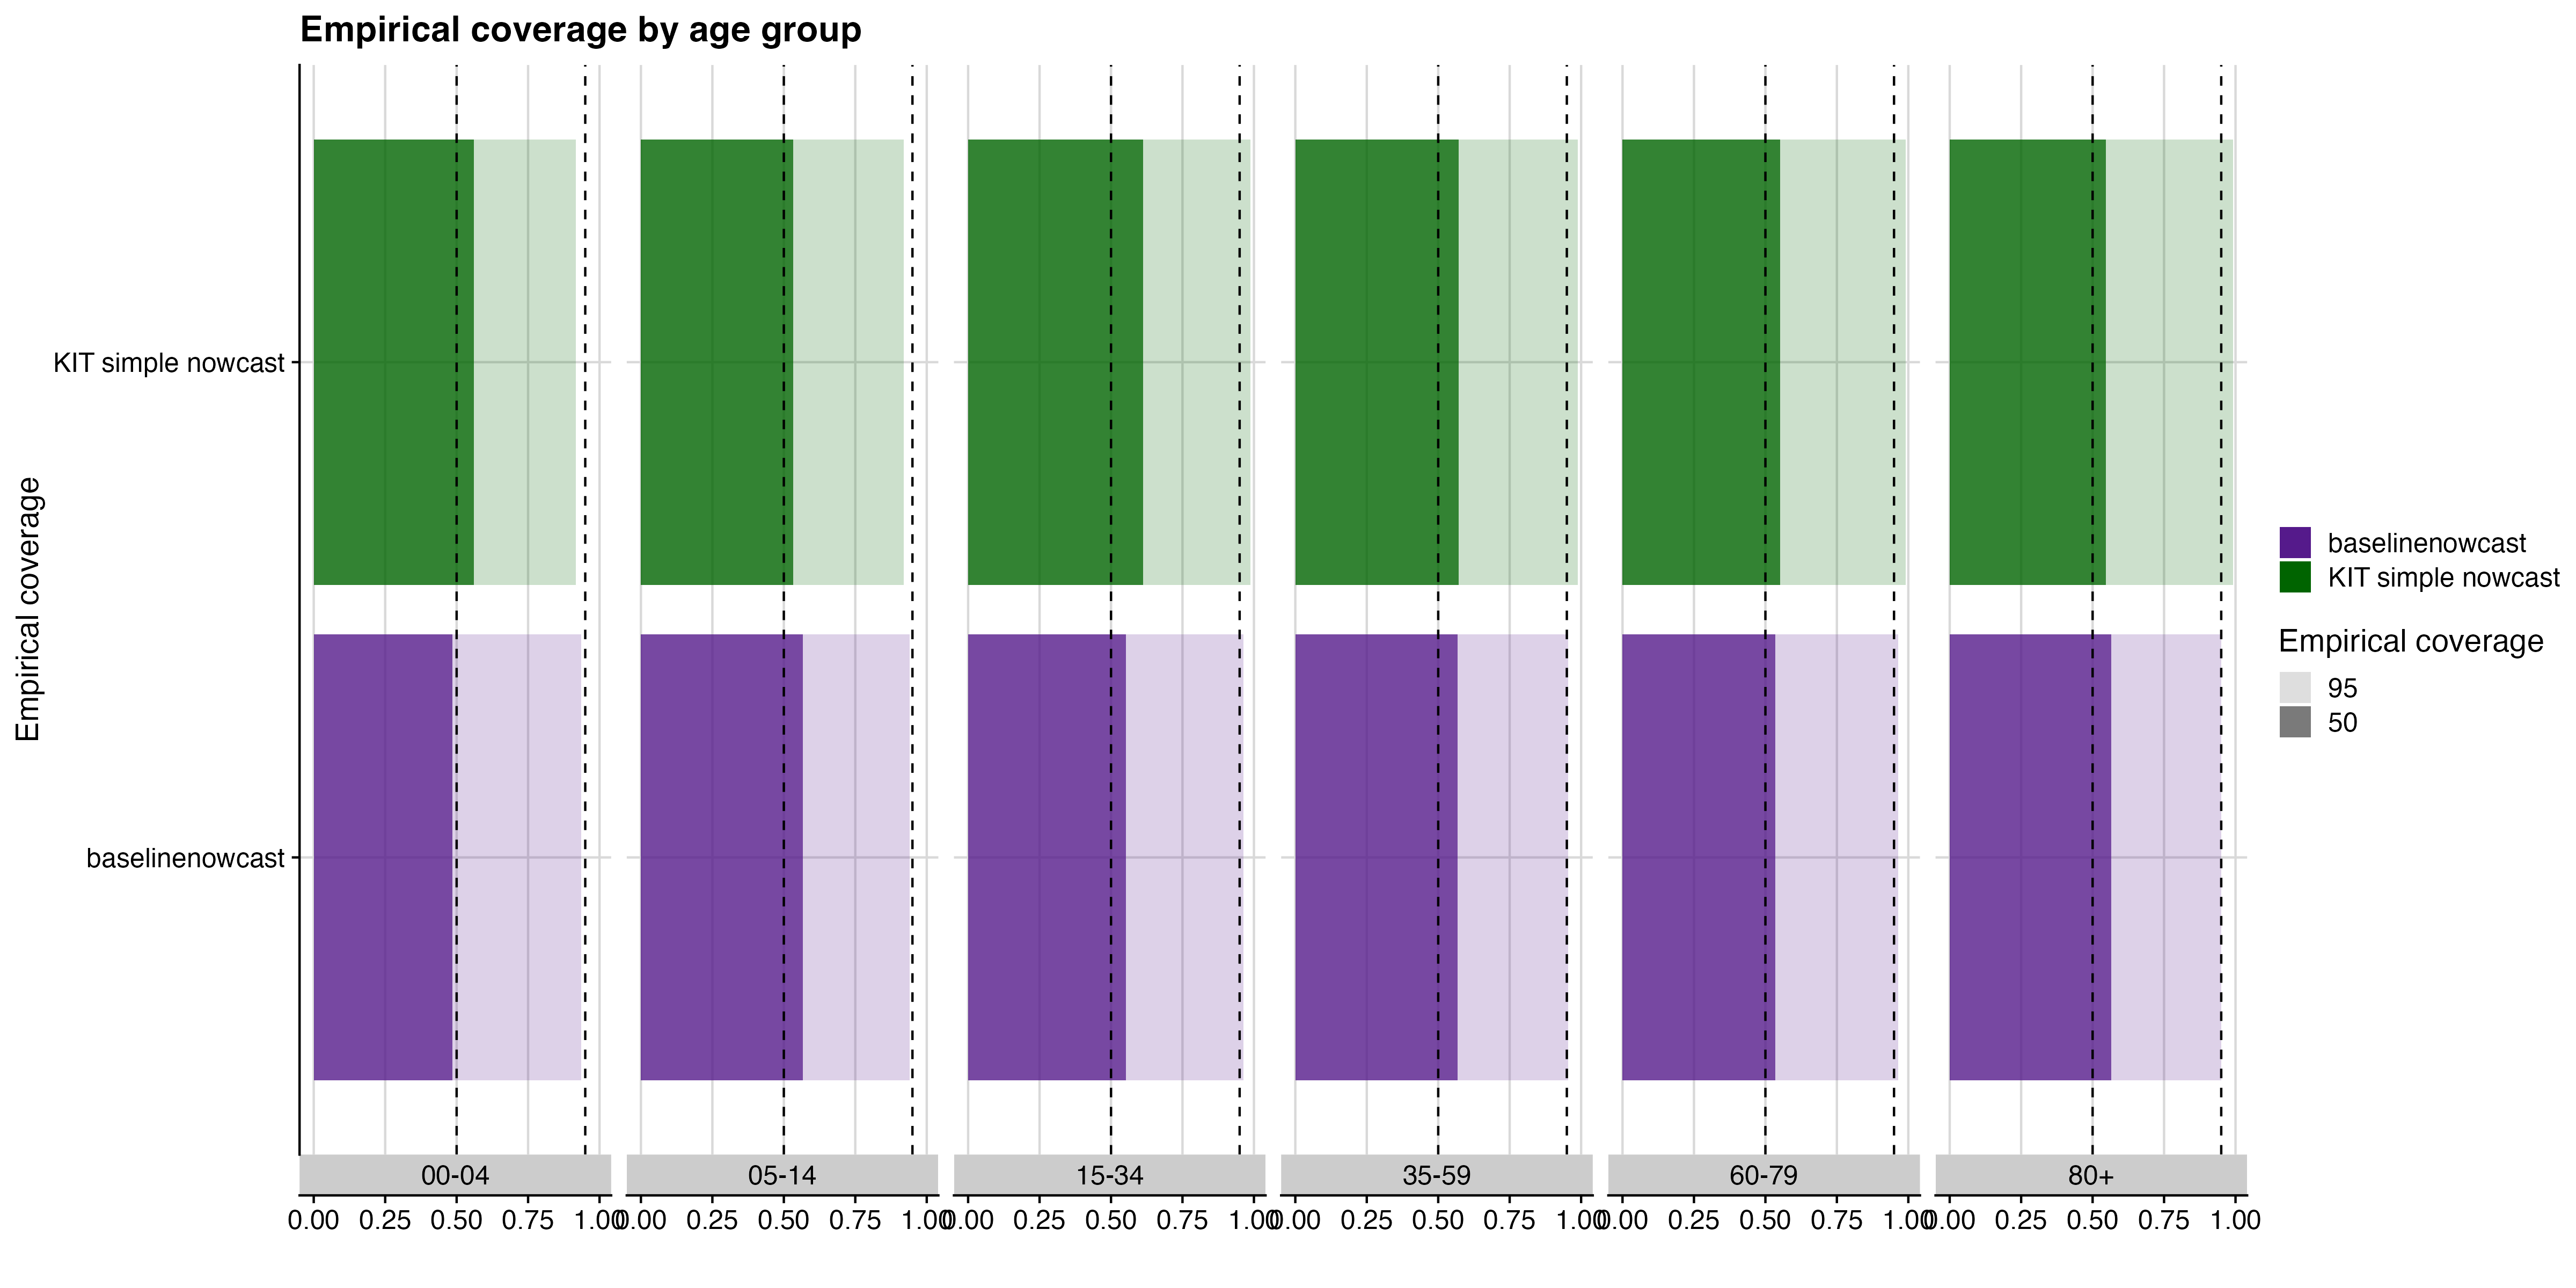 Empirical coverage by age group
Empirical coverage
KIT simple nowcast
baselinenowcast
00-04
05-14
15-34
35-59
60-79
80+
0.00 0.25 0.50 0.75 1.00
0.00 0.25 0.50 0.75 1.00
0.00 0.25 0.50 0.75 1.00
0.00 0.25 0.50 0.75 1.00
0.00 0.25 0.50 0.75 1.00
0.00 0.25 0.50 0.75 1.00
baselinenowcast
KIT simple nowcast
Empirical coverage
95
50